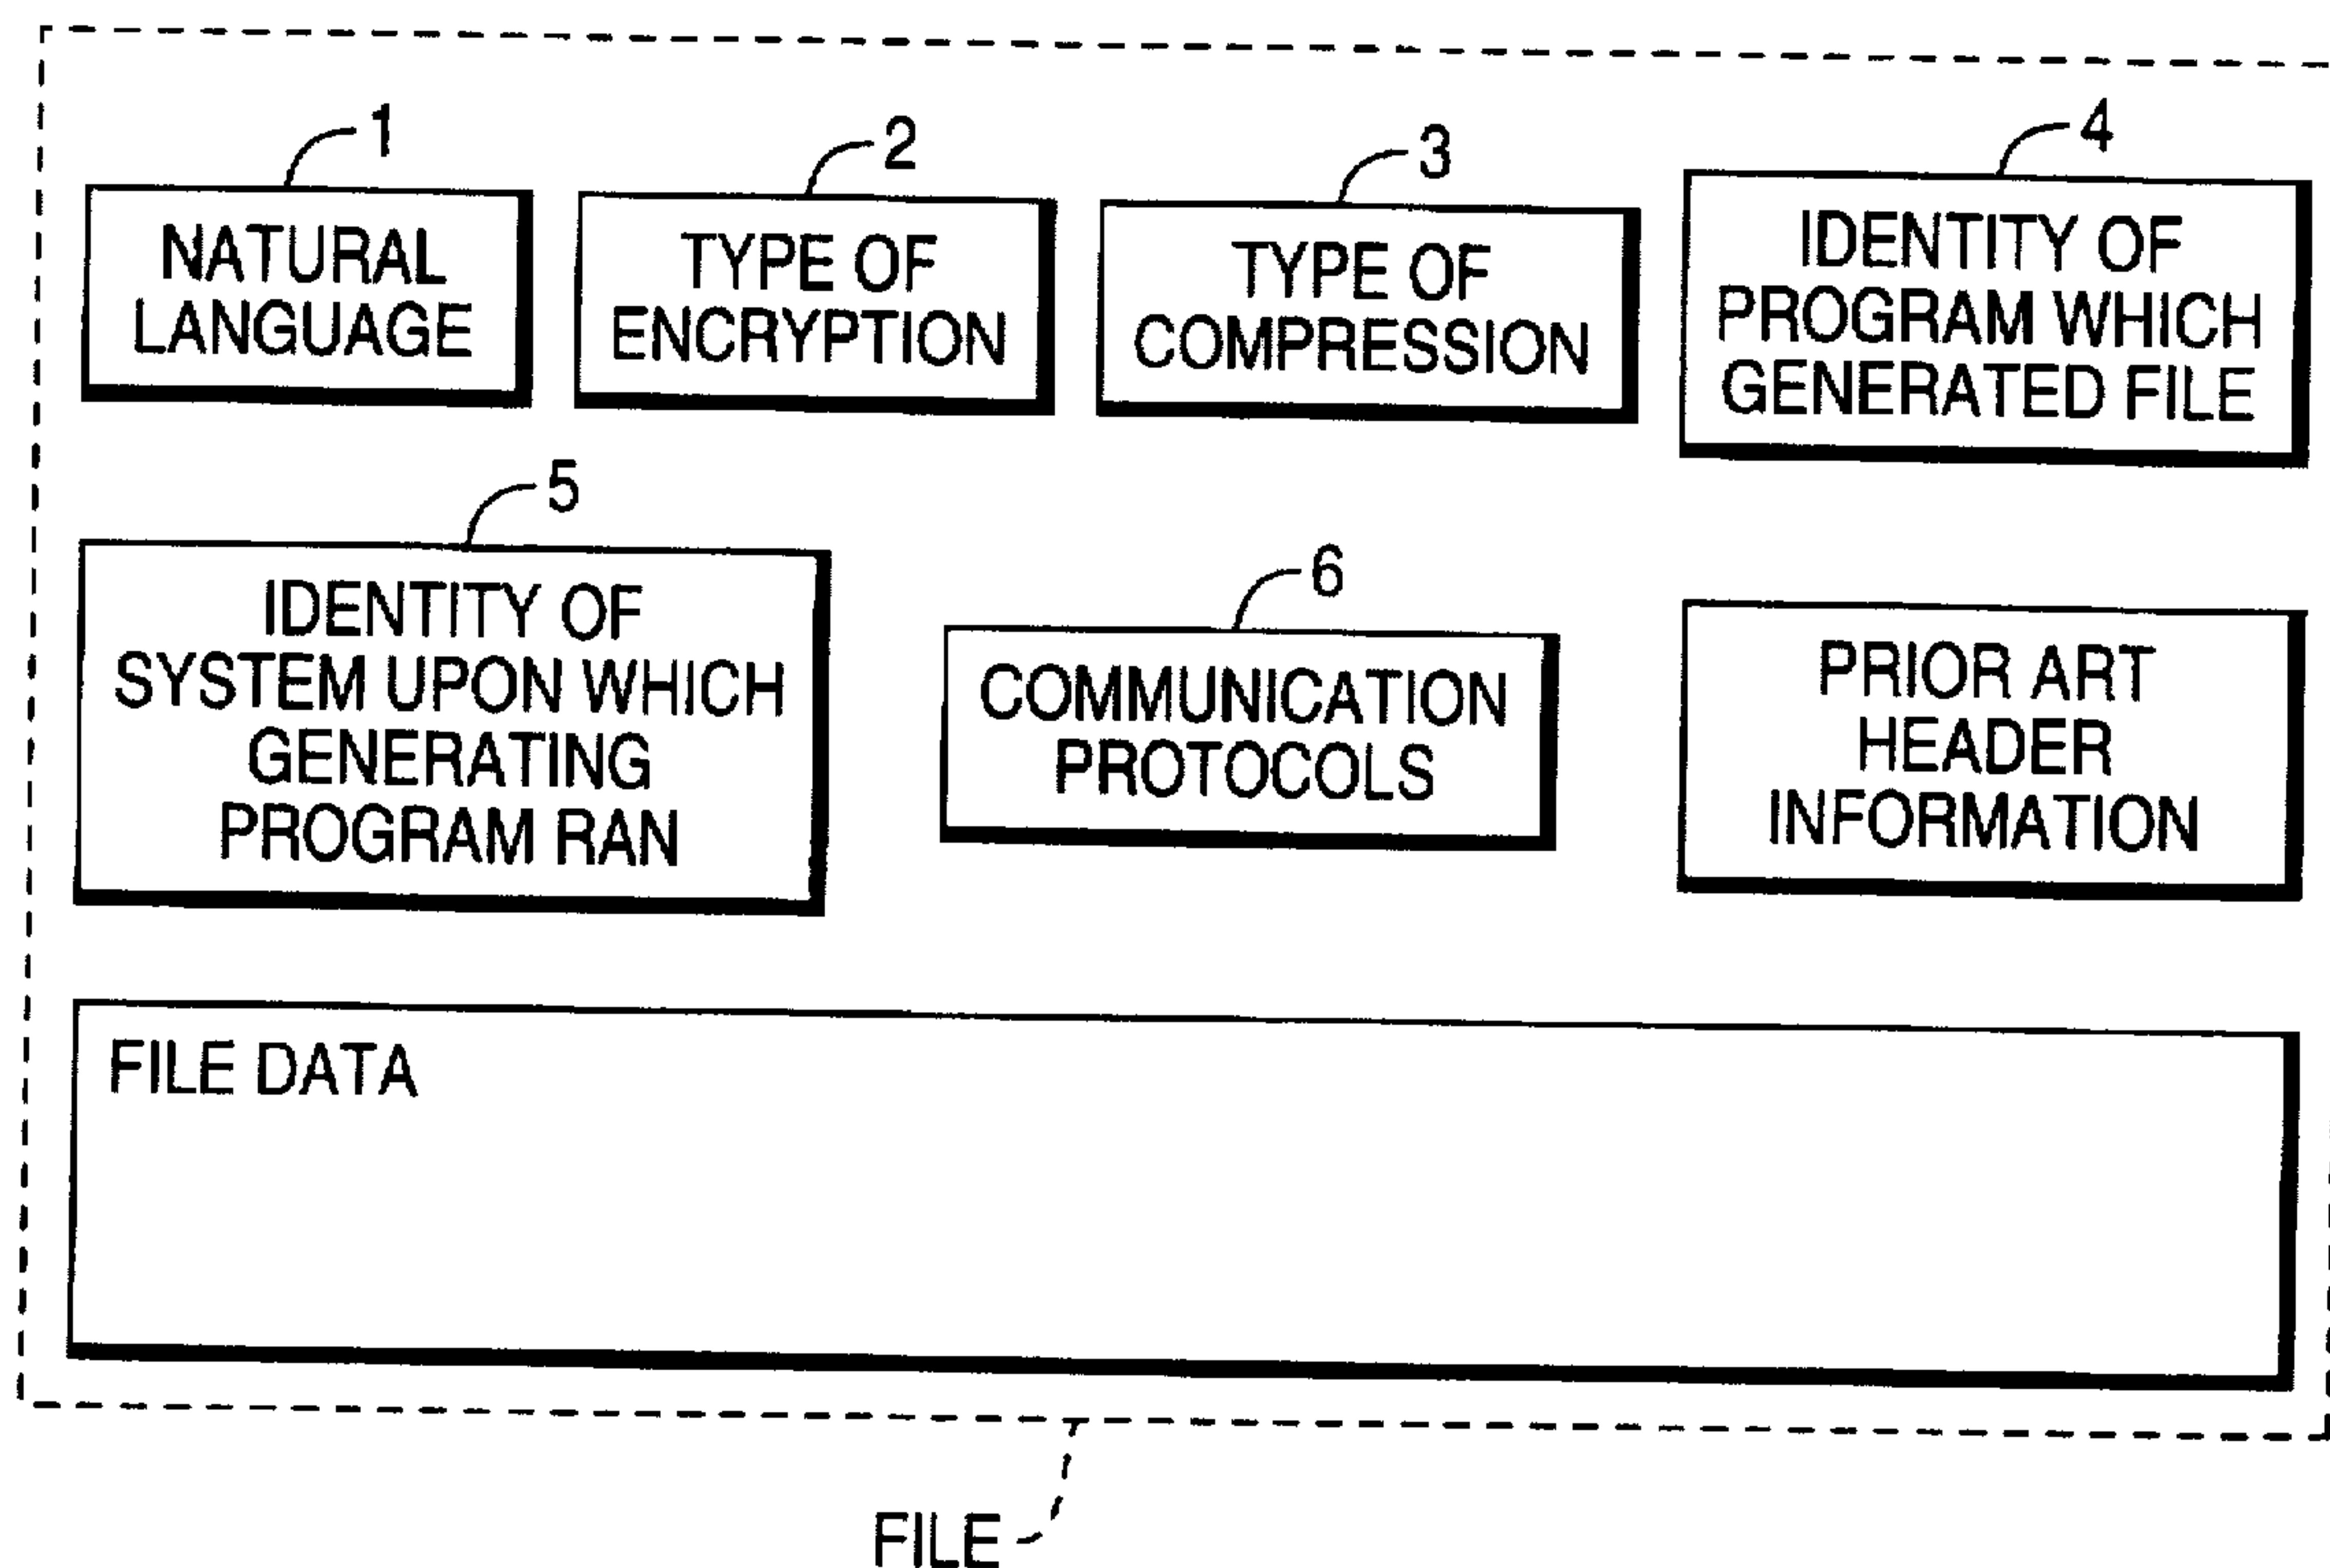 1
2
3
4
NATURAL
LANGUAGE
TYPE OF
ENCRYPTION
TYPE OF
COMPRESSION
IDENTITY OF
PROGRAM WHICH
GENERATED FILE
5
6
IDENTITY OF
SYSTEM UPON WHICH
GENERATING
PROGRAM RAN
COMMUNICATION
PROTOCOLS
PRIOR ART
HEADER
INFORMATION
FILE DATA
FILE